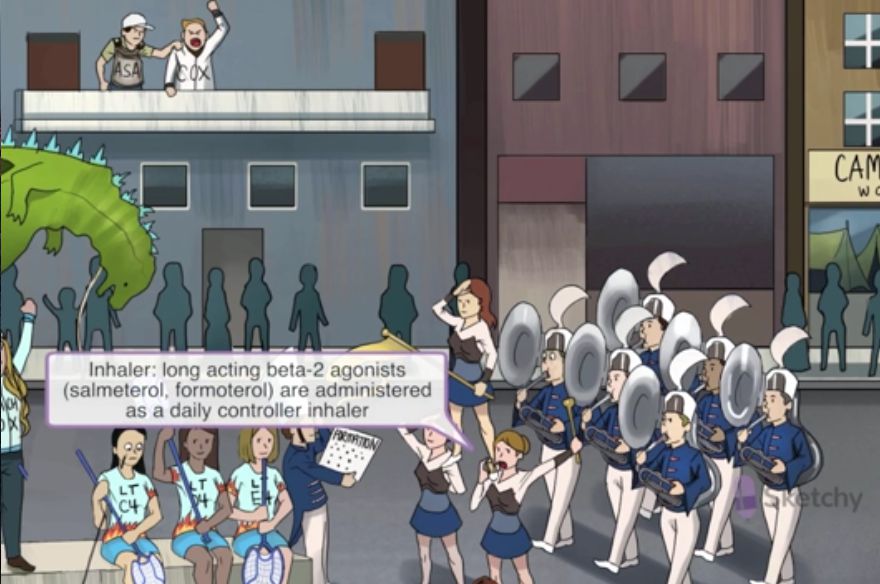 ASA
COX
CAM
Inhaler: long acting beta-2 agonists
(salmeterol, formoterol) are administered
as a daily controller inhaler
FORMATION
LT
C4
LT
LT
E4
Sketchy